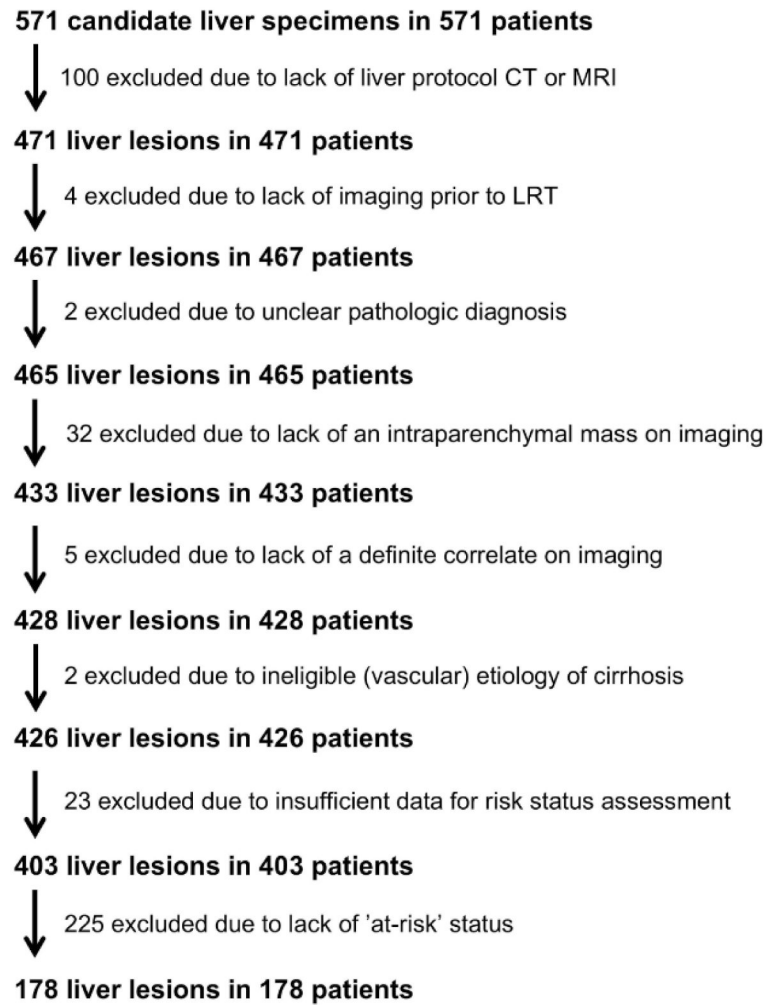 571 candidate liver specimens in 571 patients
100 excluded due to lack of liver protocol CT or MRI
471 liver lesions in 471 patients
4 excluded due to lack of imaging prior to LRT
467 liver lesions in 467 patients
2 excluded due to unclear pathologic diagnosis
465 liver lesions in 465 patients
32 excluded due to lack of an intraparenchymal mass on imaging
433 liver lesions in 433 patients
5 excluded due to lack of a definite correlate on imaging
428 liver lesions in 428 patients
2 excluded due to ineligible (vascular) etiology of cirrhosis
426 liver lesions in 426 patients
23 excluded due to insufficient data for risk status assessment
403 liver lesions in 403 patients
225 excluded due to lack of 'at-risk' status
178 liver lesions in 178 patients